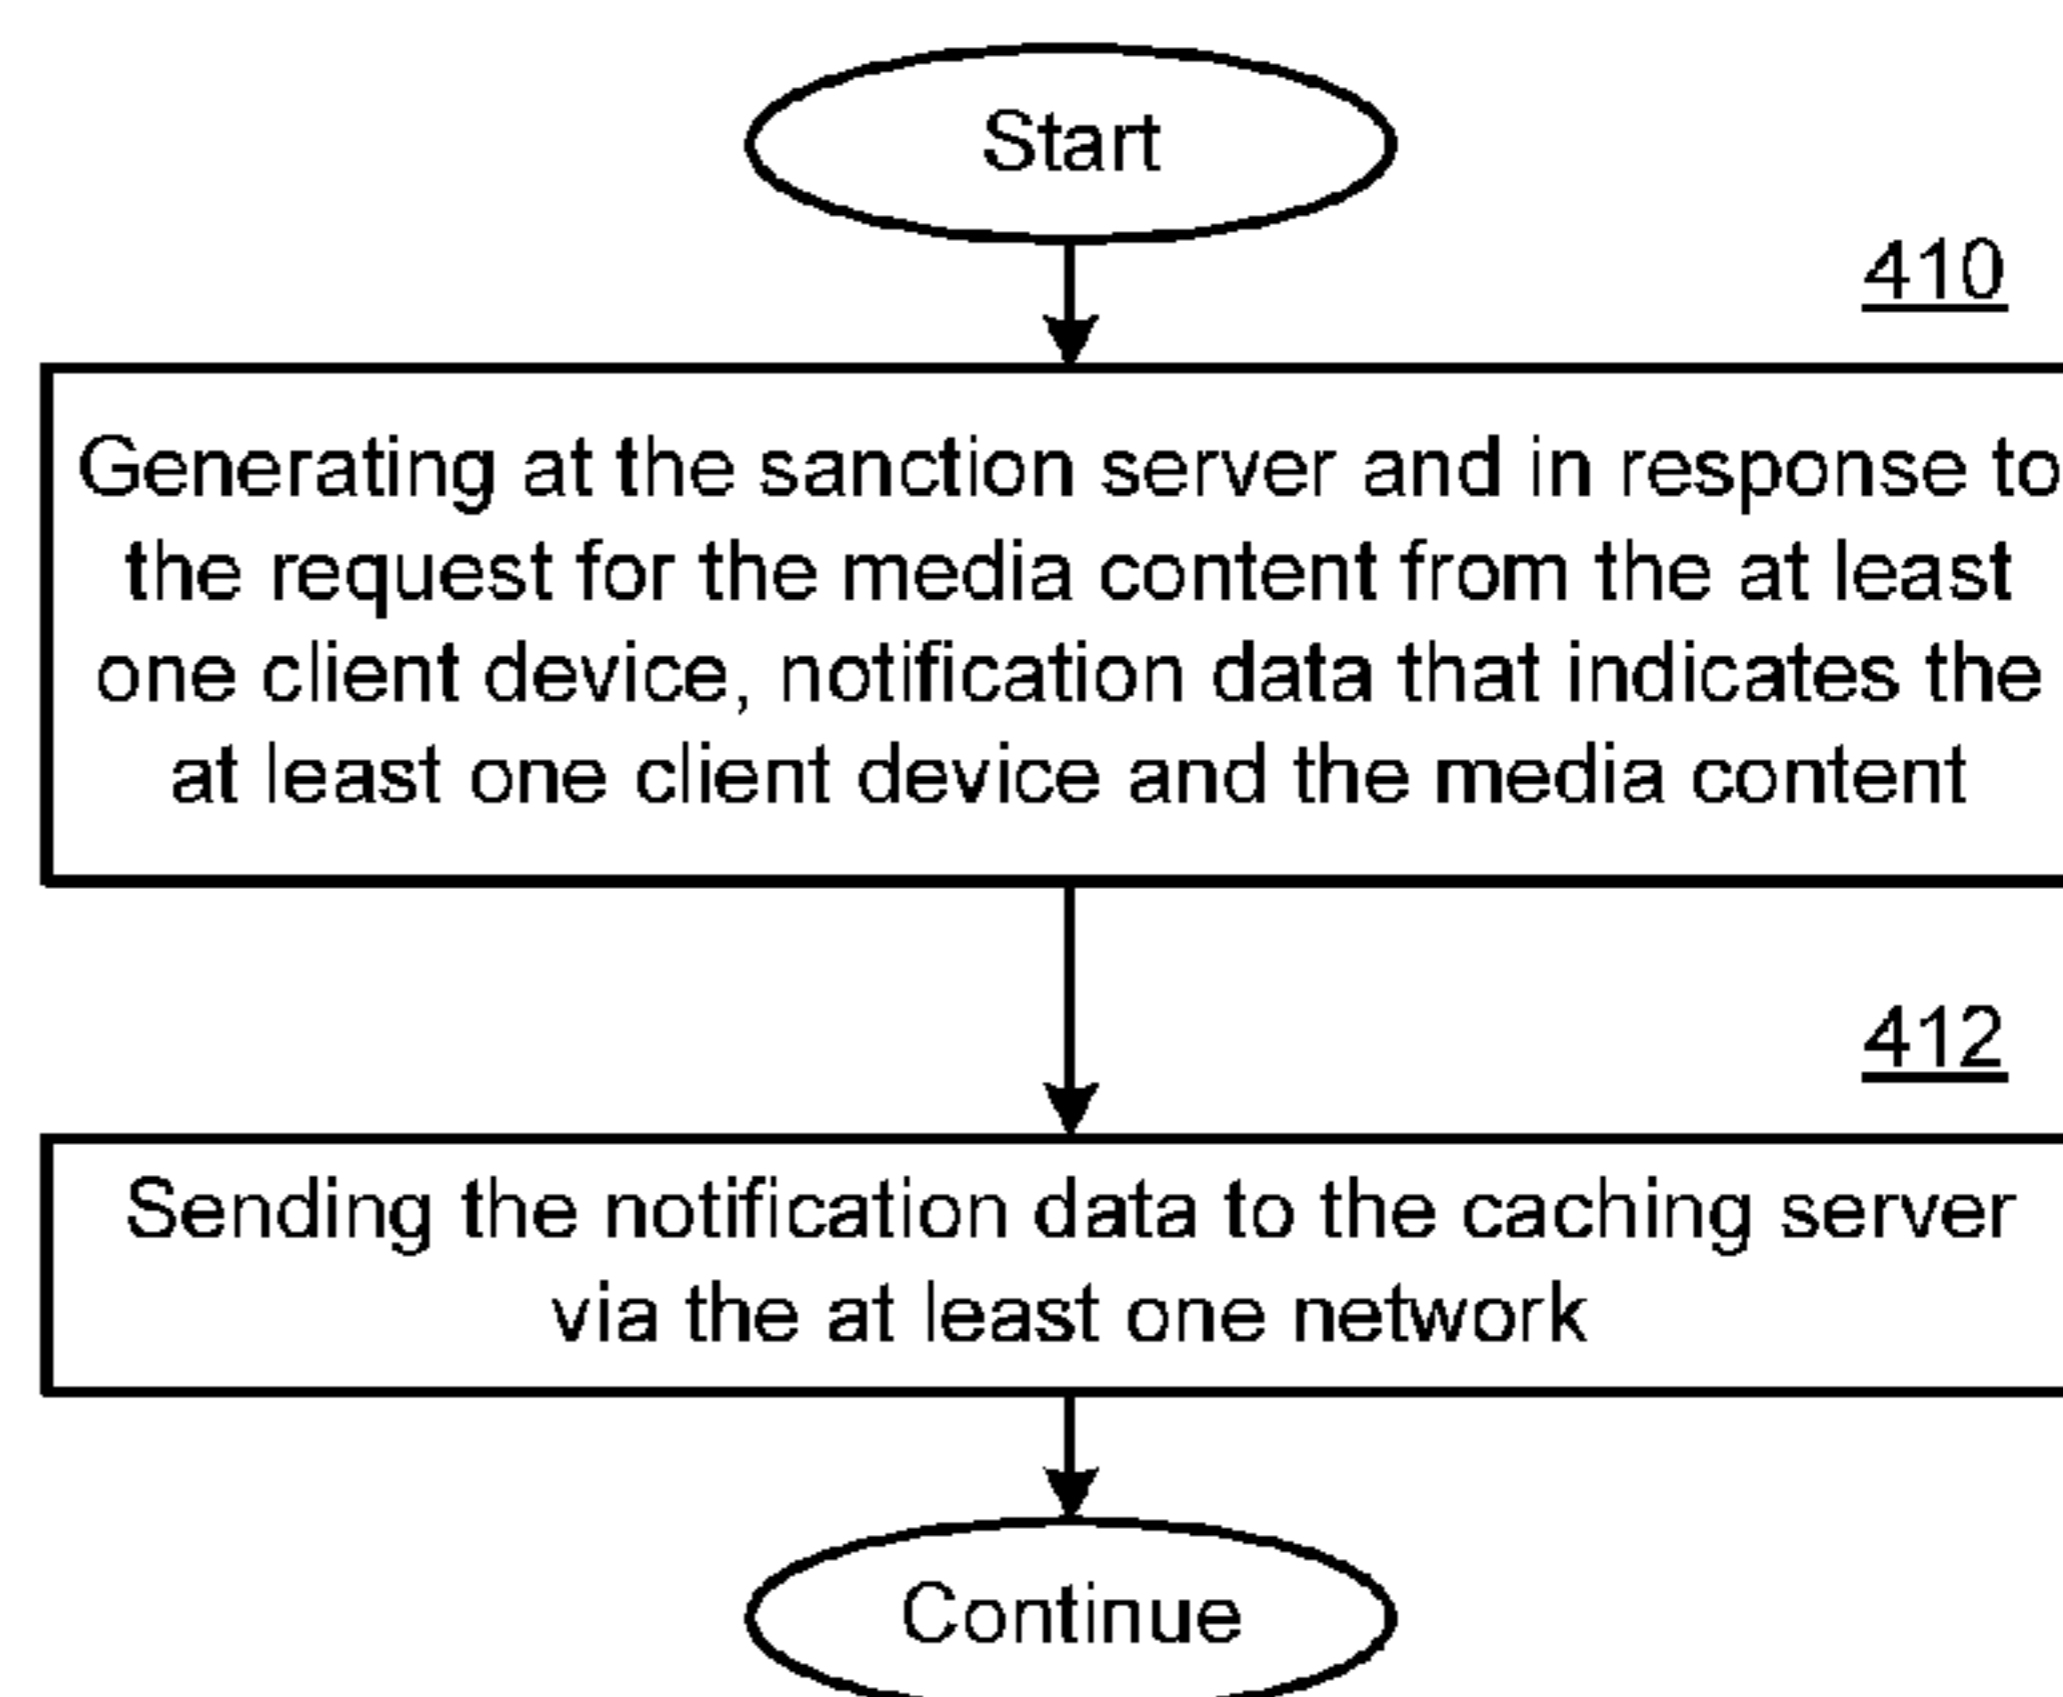 Start
410
Generating at the sanction server and in response to
the request for the media content from the at least
one client device, notification data that indicates the
at least one client device and the media content
412
Sending the notification data to the caching server
via the at least one network
Continue